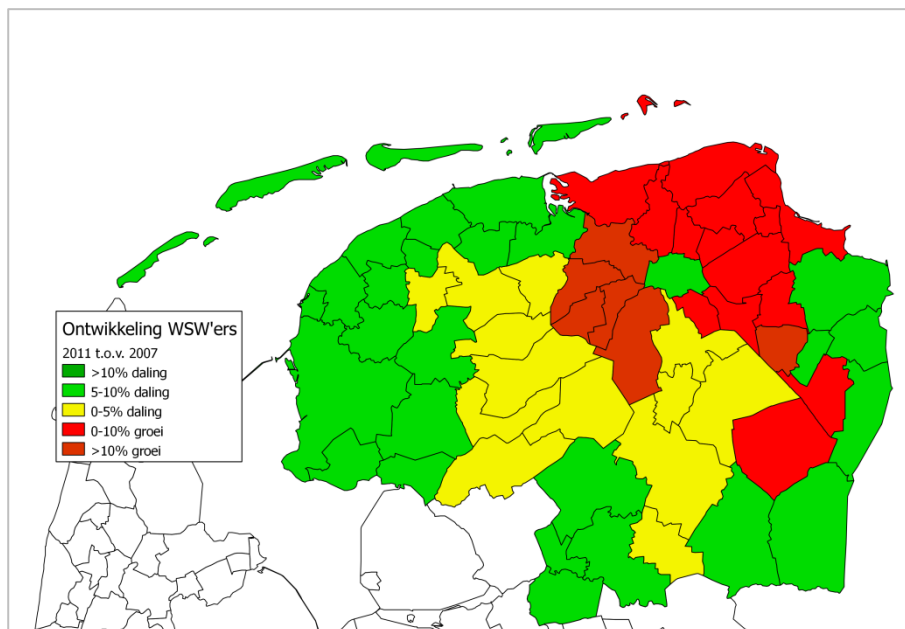 Ontwikkeling WSW'ers
2011 t.o.v. 2007
>10% daling
5-10% daling
0-5% daling
0-10% groei
>10% groei